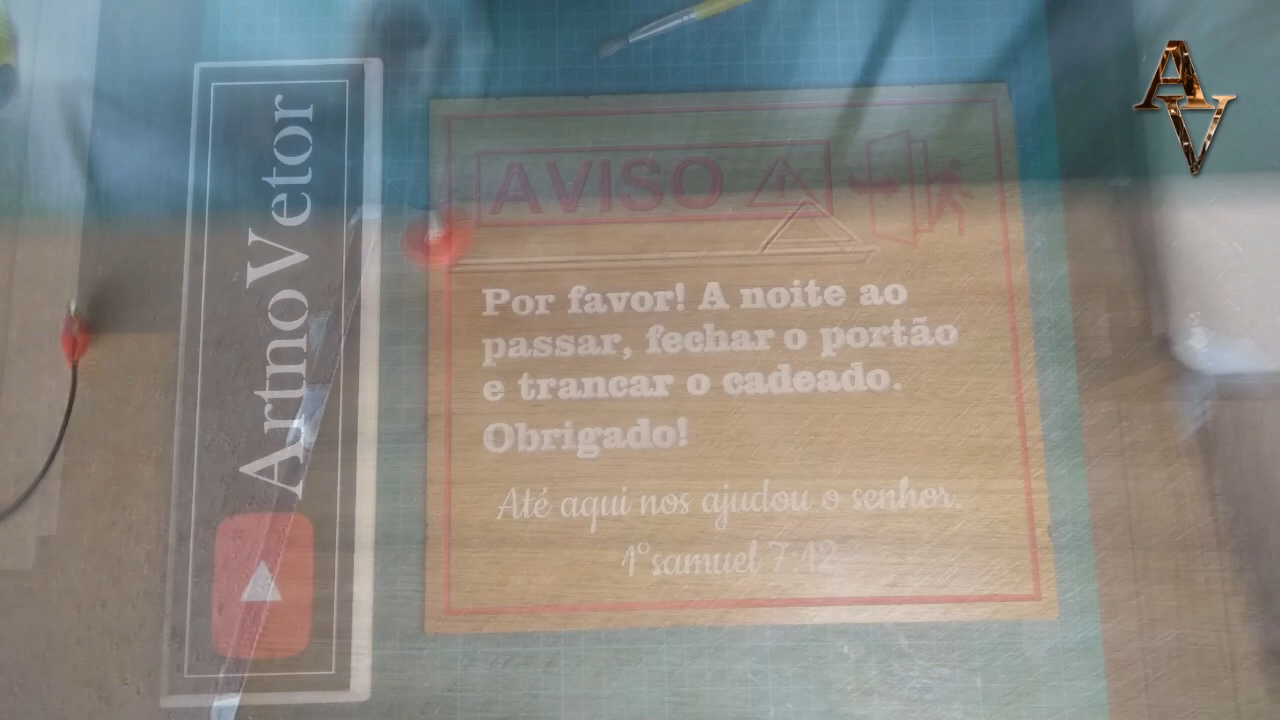 ArtnoVetor
AVISO
Por favor! A noite ao
passar, fechar o portão
e trancar o cadeado.
Obrigado!
Até aqui nos ajudou o senhor.
1º samuel 7:12
AV